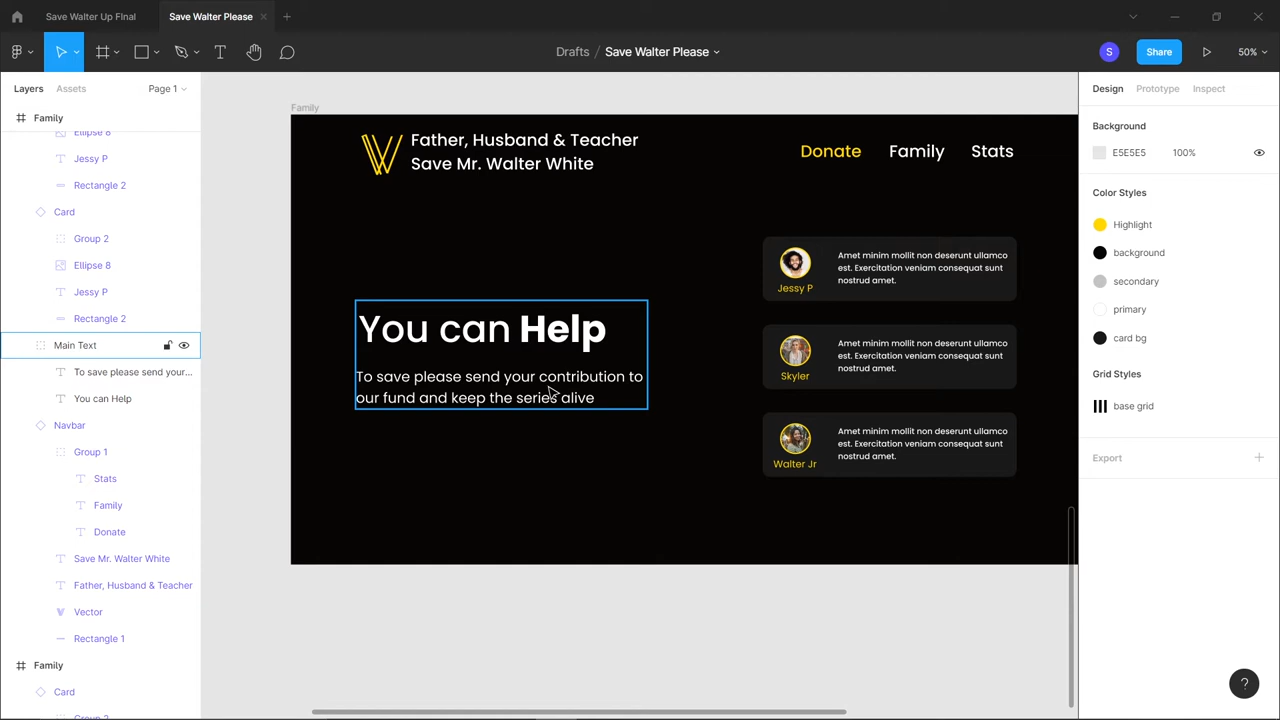 Save Walter Up FInal
Save Walter Please
Drafts / Save Walter Please
S
Share
50%
Layers
Assets
Page 1
Family
Ellipse 8
Jessy P
Rectangle 2
Card
Group 2
Ellipse 8
Jessy P
Rectangle 2
Main Text
To save please send your...
You can Help
Navbar
Group 1
Stats
Family
Donate
Save Mr. Walter White
Father, Husband & Teacher
Vector
Rectangle 1
Family
Card
Family
Father, Husband & Teacher
Save Mr. Walter White
Donate
Family
Stats
You can Help
To save please send your contribution to
our fund and keep the series alive
Amet minim mollit non deserunt ullamco
est. Exercitation veniam consequat sunt
nostrud amet.
Jessy P
Amet minim mollit non deserunt ullamco
est. Exercitation veniam consequat sunt
nostrud amet.
Skyler
Amet minim mollit non deserunt ullamco
est. Exercitation veniam consequat sunt
nostrud amet.
Walter Jr
Design
Prototype
Inspect
Background
E5E5E5
100%
Color Styles
Highlight
background
secondary
primary
card bg
Grid Styles
base grid
Export
?